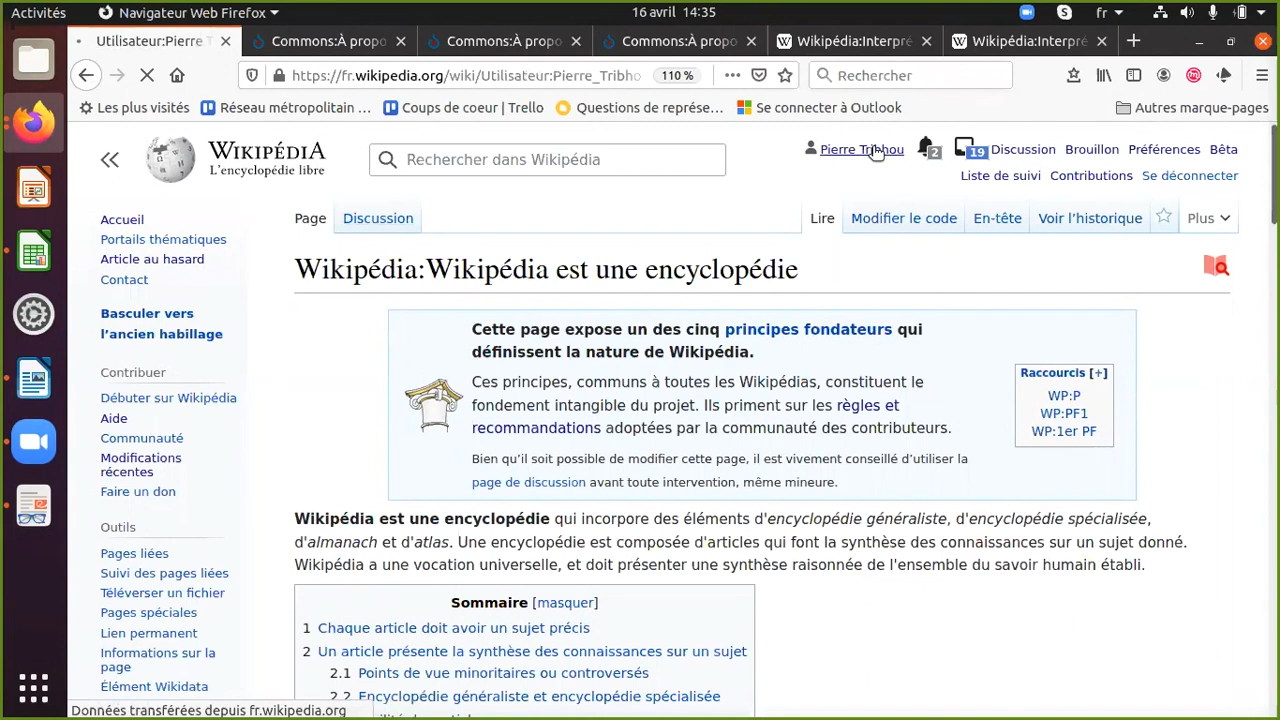 Activités
Navigateur Web Firefox
16 avril 14:35
fr
Utilisateur:Pierre T
Commons:À propo
Commons:À propo
Commons:À propo
Wikipédia:Interpré
Wikipédia:Interpré
https://fr.wikipedia.org/wiki/Utilisateur:Pierre_Tribho
110 %
Rechercher
Les plus visités
Réseau métropolitain ...
Coups de coeur | Trello
Questions de représe...
Se connecter à Outlook
Autres marque-pages
WIKIPÉDIA
L'encyclopédie libre
Rechercher dans Wikipédia
Pierre Tribhou
2
19
Discussion
Brouillon
Préférences
Bêta
Liste de suivi
Contributions
Se déconnecter
Accueil
Portails thématiques
Article au hasard
Contact
Basculer vers
l'ancien habillage
Contribuer
Débuter sur Wikipédia
Aide
Communauté
Modifications
récentes
Faire un don
Outils
Pages liées
Suivi des pages liées
Téléverser un fichier
Pages spéciales
Lien permanent
Informations sur la
page
Élément Wikidata
Page
Discussion
Lire
Modifier le code
En-tête
Voir l'historique
Plus
Wikipédia:Wikipédia est une encyclopédie
Cette page expose un des cinq principes fondateurs qui
définissent la nature de Wikipédia.
Ces principes, communs à toutes les Wikipédias, constituent le
fondement intangible du projet. Ils priment sur les règles et
recommandations adoptées par la communauté des contributeurs.
Bien qu'il soit possible de modifier cette page, il est vivement conseillé d'utiliser la
page de discussion avant toute intervention, même mineure.
Raccourcis [+]
WP:P
WP:PF1
WP:1er PF
Wikipédia est une encyclopédie qui incorpore des éléments d'encyclopédie généraliste, d'encyclopédie spécialisée,
d'almanach et d'atlas. Une encyclopédie est composée d'articles qui font la synthèse des connaissances sur un sujet donné.
Wikipédia a une vocation universelle, et doit présenter une synthèse raisonnée de l'ensemble du savoir humain établi.
Sommaire [masquer]
1 Chaque article doit avoir un sujet précis
2 Un article présente la synthèse des connaissances sur un sujet
2.1 Points de vue minoritaires ou controversés
2.2 Encyclopédie généraliste et encyclopédie spécialisée
Données transférées depuis fr.wikipedia.org